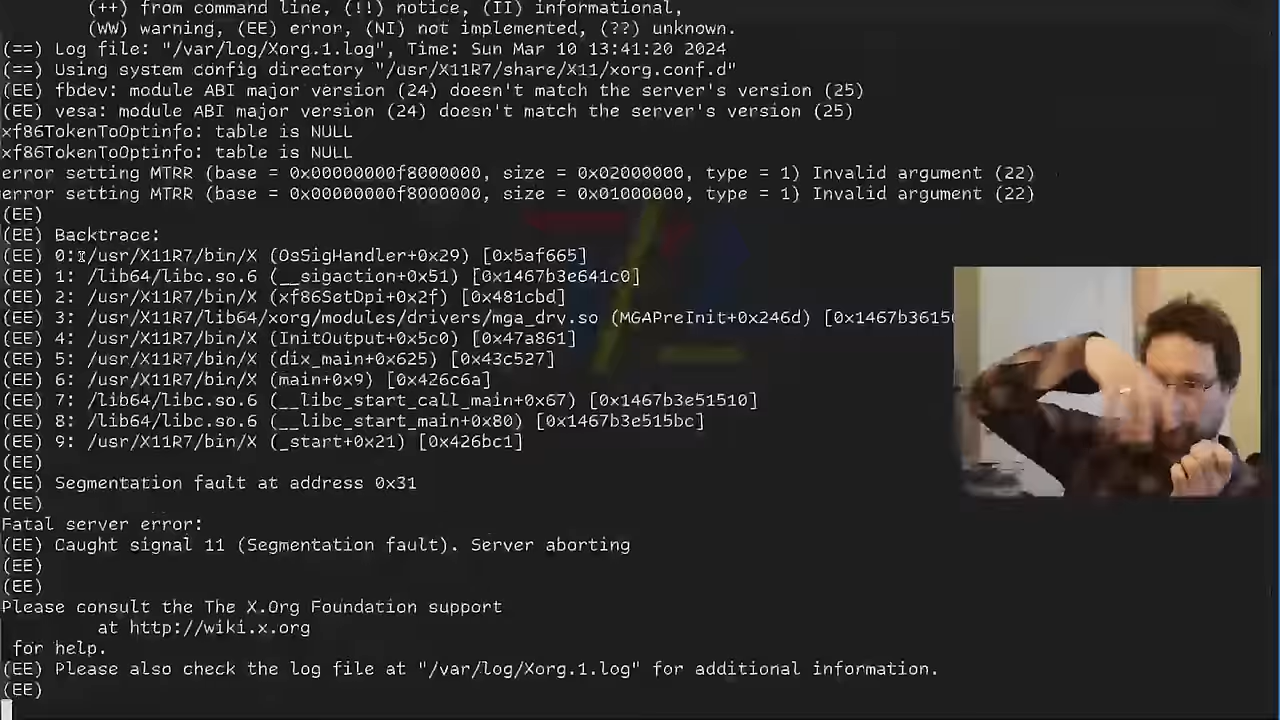 (++) from command line, (!!) notice, (II) informational,
(WW) warning, (EE) error, (NI) not implemented, (??) unknown.
(==) Log file: "/var/log/Xorg.1.log", Time: Sun Mar 10 13:41:20 2024
(==) Using system config directory "/usr/X11R7/share/X11/xorg.conf.d"
(EE) fbdev: module ABI major version (24) doesn't match the server's version (25)
(EE) vesa: module ABI major version (24) doesn't match the server's version (25)
xf86TokenToOptinfo: table is NULL
xf86TokenToOptinfo: table is NULL
error setting MTRR (base = 0x00000000f8000000, size = 0x02000000, type = 1) Invalid argument (22)
error setting MTRR (base = 0x00000000f8000000, size = 0x01000000, type = 1) Invalid argument (22)
(EE)
(EE) Backtrace:
(EE) 0: /usr/X11R7/bin/X (OsSigHandler+0x29) [0x5af665]
(EE) 1: /lib64/libc.so.6 (__sigaction+0x51) [0x1467b3e641c0]
(EE) 2: /usr/X11R7/bin/X (xf86SetDpi+0x2f) [0x481cbd]
(EE) 3: /usr/X11R7/lib64/xorg/modules/drivers/mga_drv.so (MGAPreInit+0x246d) [0x1467b3615
(EE) 4: /usr/X11R7/bin/X (InitOutput+0x5c0) [0x47a861]
(EE) 5: /usr/X11R7/bin/X (dix_main+0x625) [0x43c527]
(EE) 6: /usr/X11R7/bin/X (main+0x9) [0x426c6a]
(EE) 7: /lib64/libc.so.6 (__libc_start_call_main+0x67) [0x1467b3e51510]
(EE) 8: /lib64/libc.so.6 (__libc_start_main+0x80) [0x1467b3e515bc]
(EE) 9: /usr/X11R7/bin/X (_start+0x21) [0x426bc1]
(EE)
(EE) Segmentation fault at address 0x31
(EE)
Fatal server error:
(EE) Caught signal 11 (Segmentation fault). Server aborting
(EE)
(EE)
Please consult the The X.Org Foundation support
at http://wiki.x.org
for help.
(EE) Please also check the log file at "/var/log/Xorg.1.log" for additional information.
(EE)